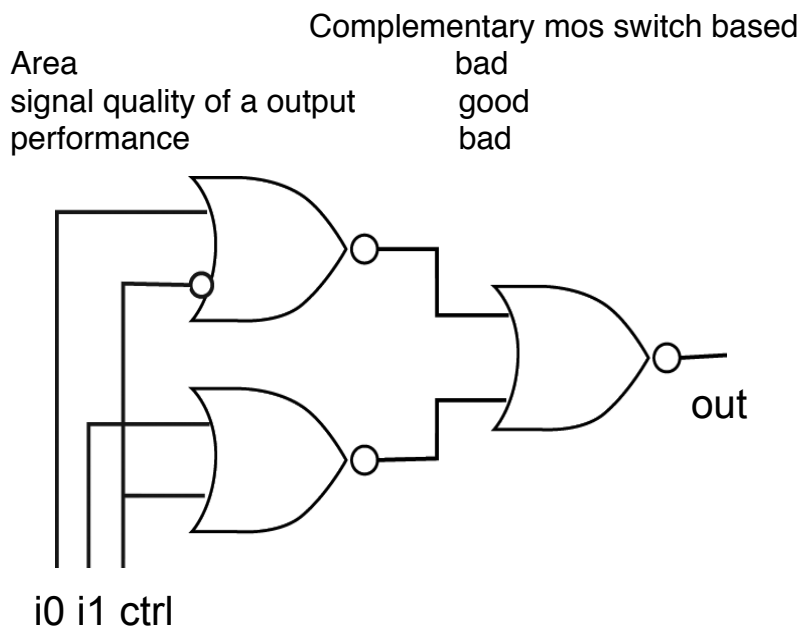 Complementary mos switch based
Area bad
signal quality of a output good
performance bad
out
i0 i1 ctrl